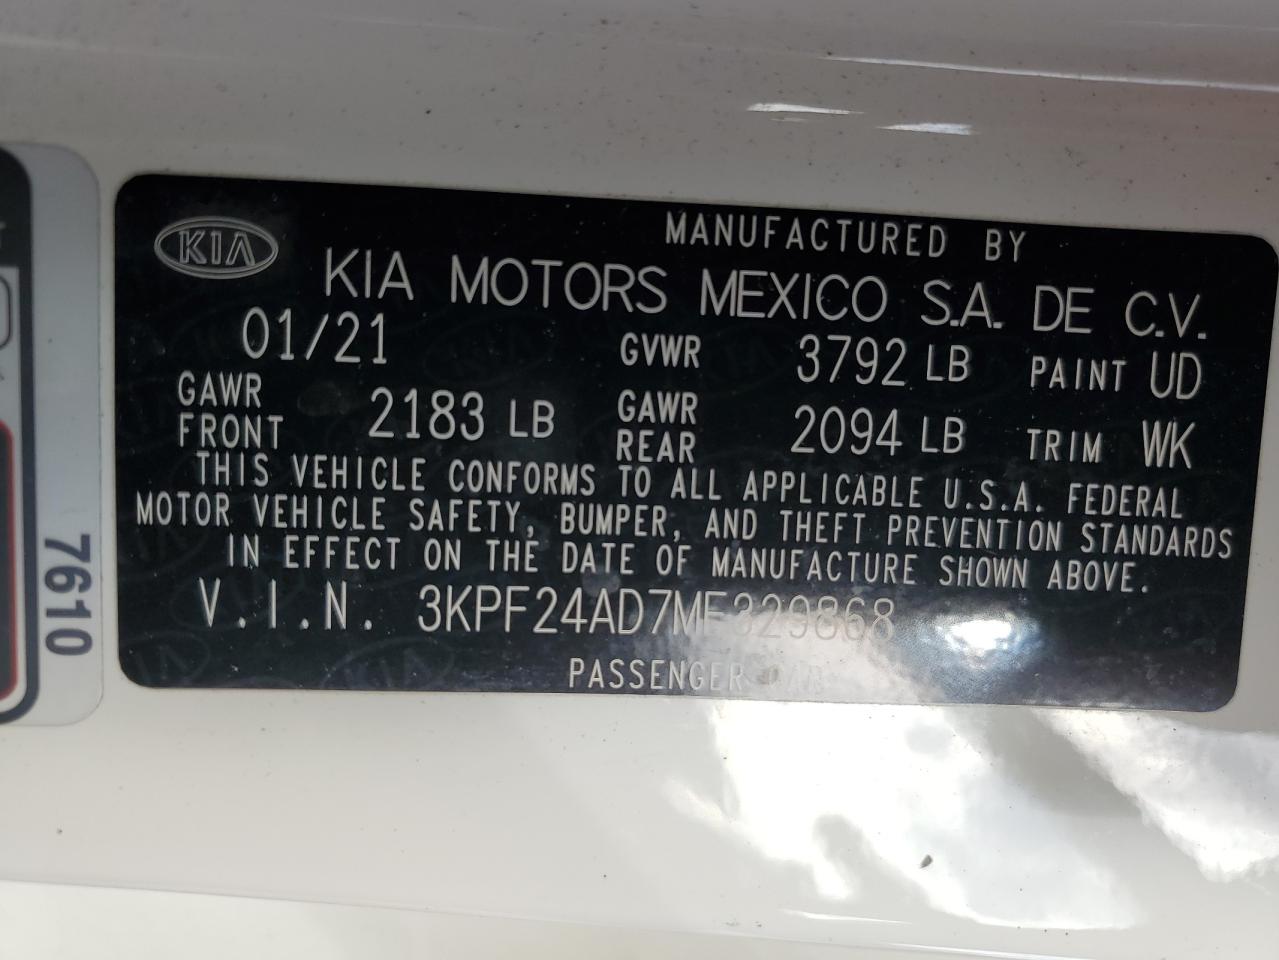 MANUFACTURED BY
KIA
KIA MOTORS MEXICO S.A. DE C.V.
01/21 GVWR 3792 LB PAINT UD
GAWR FRONT 2183 LB GAWR REAR 2094 LB TRIM WK
THIS VEHICLE CONFORMS TO ALL APPLICABLE U.S.A. FEDERAL
MOTOR VEHICLE SAFETY, BUMPER, AND THEFT PREVENTION STANDARDS
IN EFFECT ON THE DATE OF MANUFACTURE SHOWN ABOVE.
V.I.N. 3KPF24AD7ME329868
PASSENGER CAR
7610